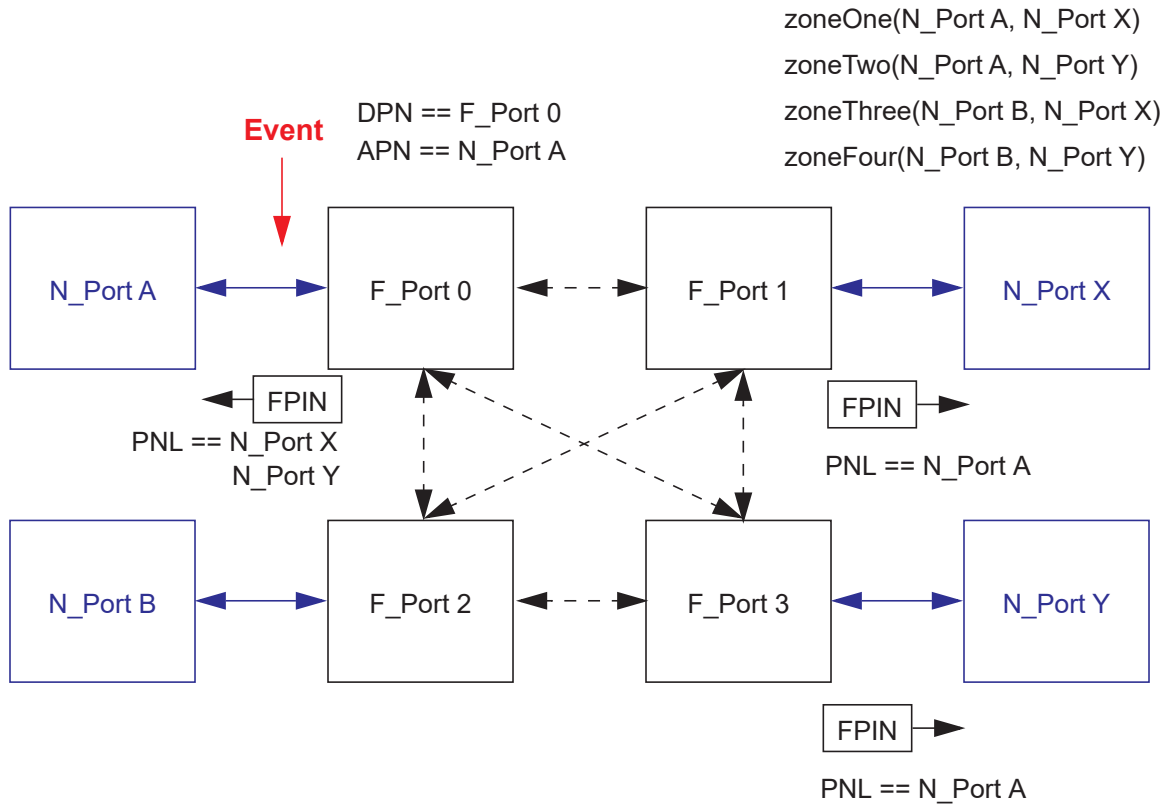 zoneOne(N_Port A, N_Port X)
zoneTwo(N_Port A, N_Port Y)
zoneThree(N_Port B, N_Port X)
zoneFour(N_Port B, N_Port Y)
DPN == F_Port 0
APN == N_Port A
Event
N_Port A
F_Port 0
F_Port 1
N_Port X
FPIN
PNL == N_Port X
N_Port Y
FPIN
PNL == N_Port A
N_Port B
F_Port 2
F_Port 3
N_Port Y
FPIN
PNL == N_Port A